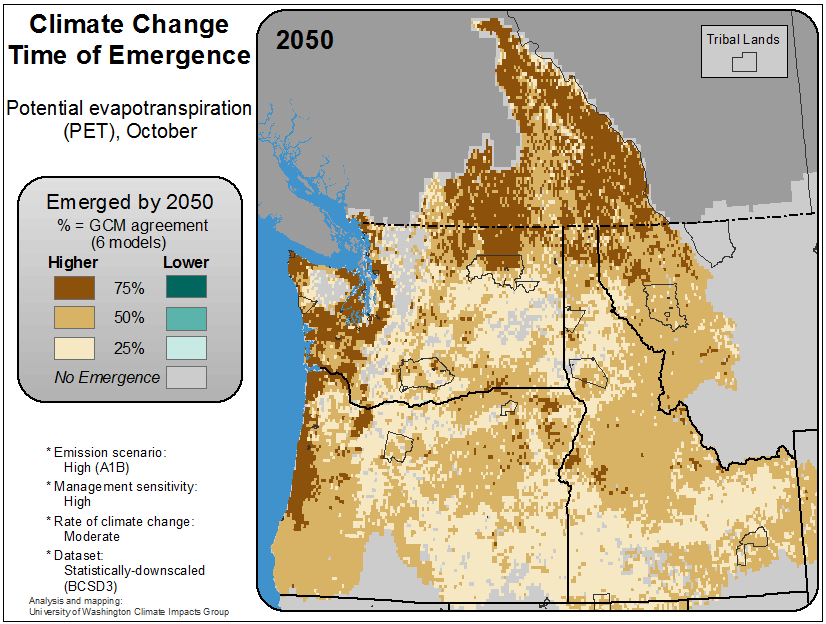 Climate Change
Time of Emergence
Potential evapotranspiration
(PET), October
Emerged by 2050
% = GCM agreement
(6 models)
Higher Lower
75%
50%
25%
No Emergence
* Emission scenario:
High (A1B)
* Management sensitivity:
High
* Rate of climate change:
Moderate
* Dataset:
Statistically-downscaled
(BCSD3)
Analysis and mapping:
University of Washington Climate Impacts Group
2050
Tribal Lands